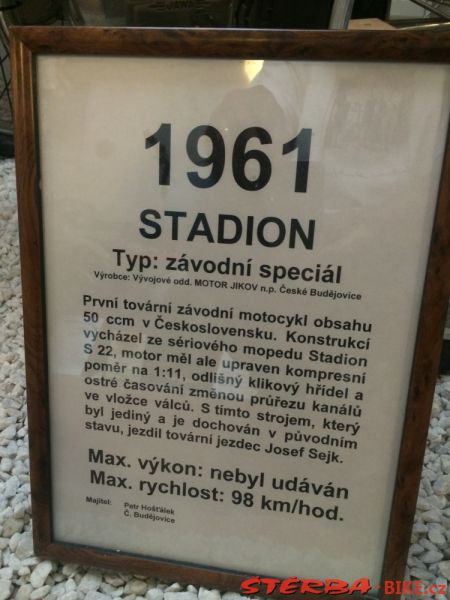 JAWA
1961
STADION
Typ: závodní speciál
Výrobce: Vývojové odd. MOTOR JIKOV n.p. České Budějovice
První tovární závodní motocykl obsahu
50 ccm v Československu. Konstrukcí
vycházel ze sériového mopedu Stadion
S 22, motor měl ale upraven kompresní
poměr na 1:11, odlišný klikový hřídel a
ostré časování změnou průřezu kanálů
ve vložce válců. S tímto strojem, který
byl jediný a je dochován v původním
stavu, jezdil tovární jezdec Josef Sejk.
Max. výkon: nebyl udáván
Max. rychlost: 98 km/hod.
Majitel: Petr Hošťálek
Č. Budějovice
STERBA-BIKE.cz